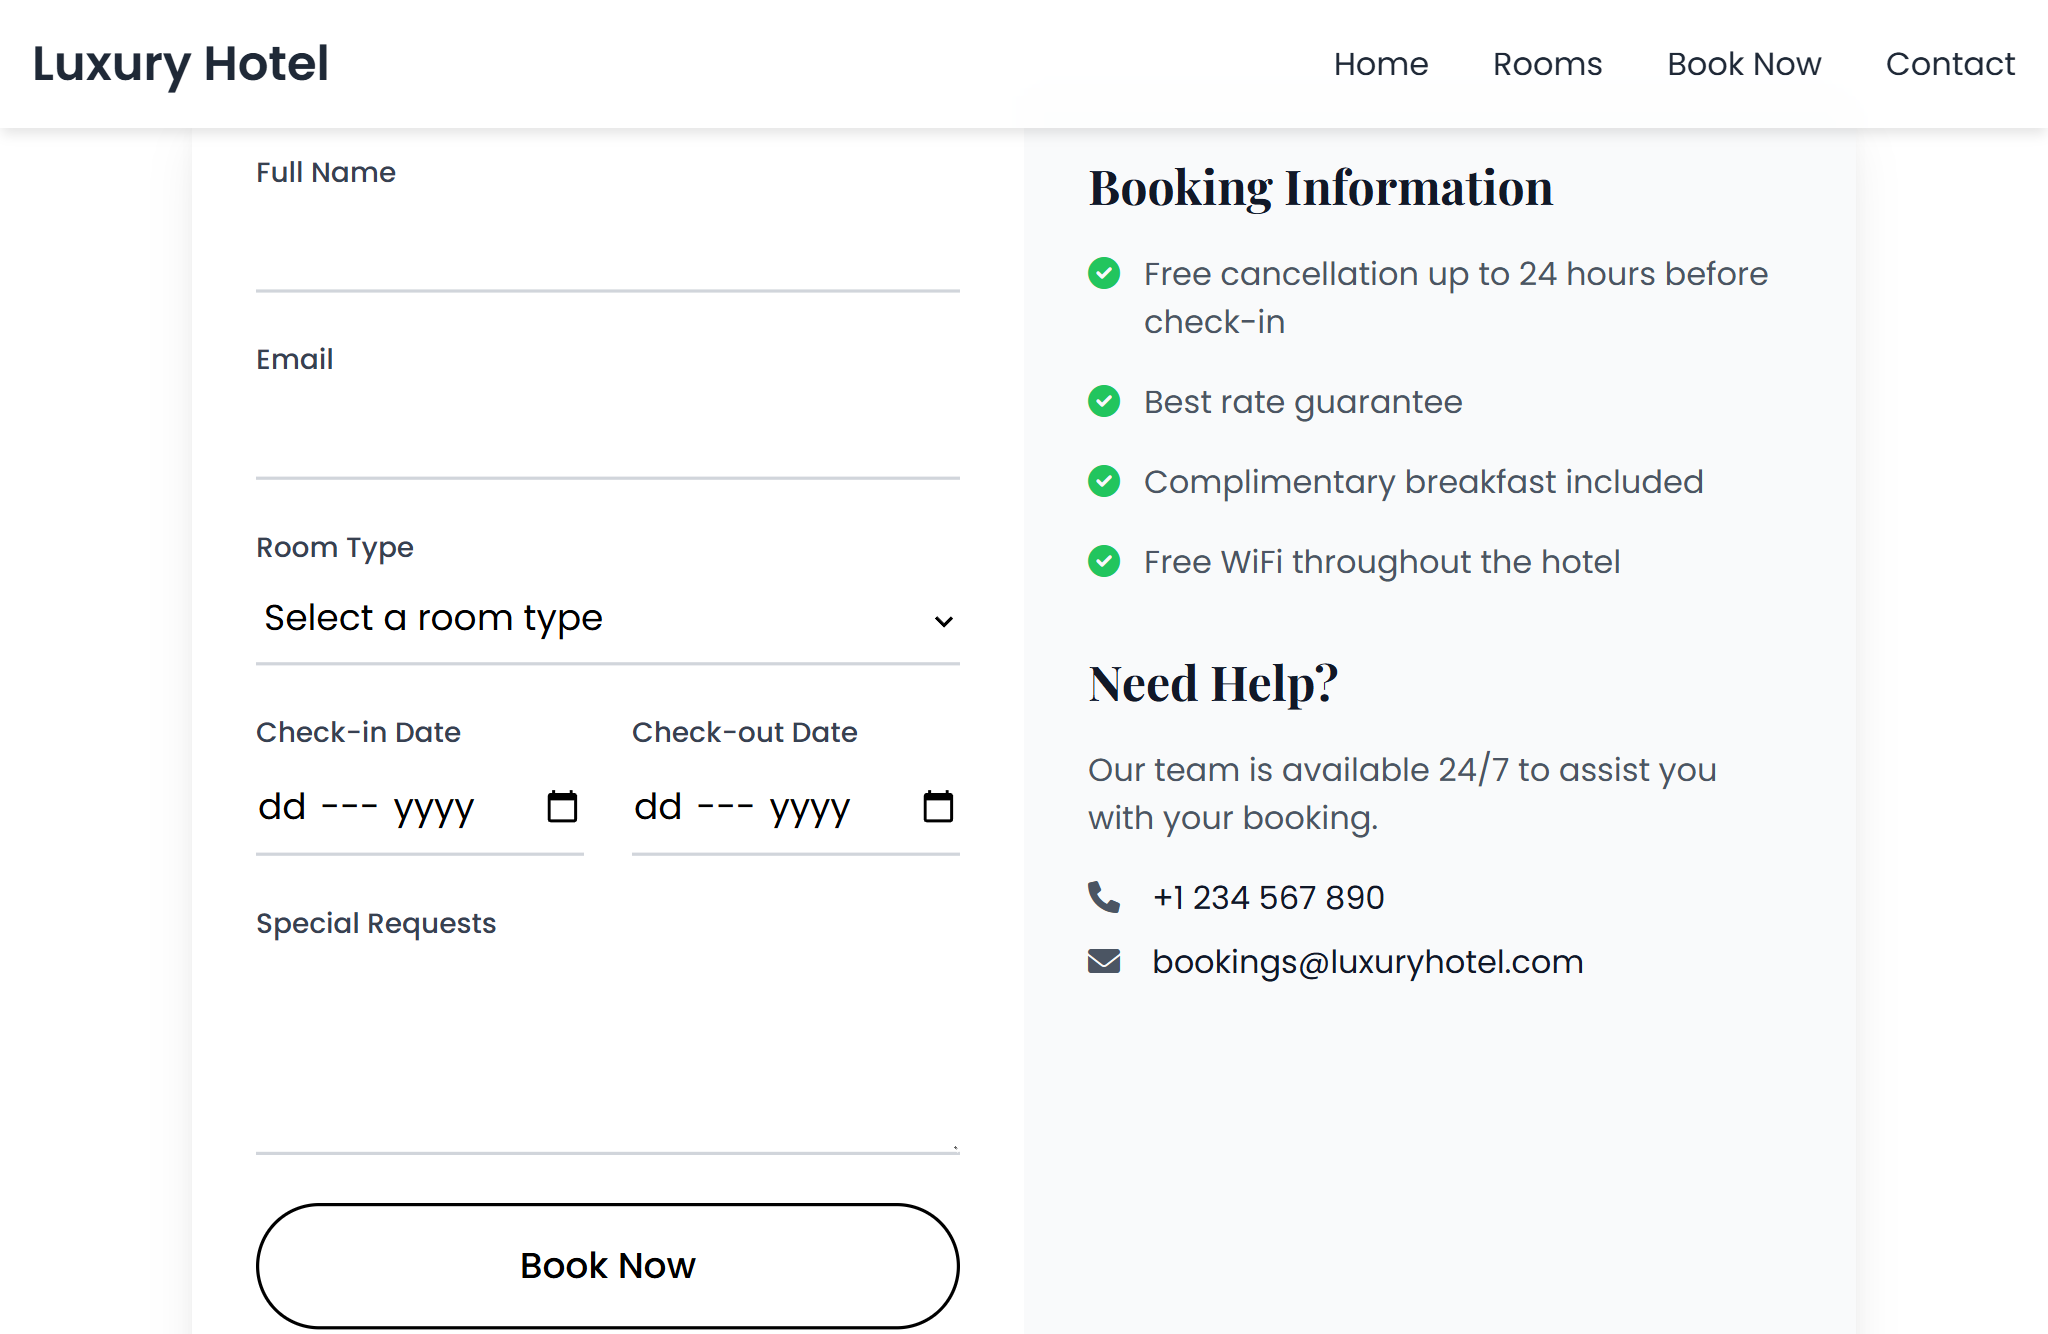 Luxury Hotel
Home Rooms Book Now Contact
Full Name
Email
Room Type
Select a room type
Check-in Date Check-out Date
dd --- yyyy dd --- yyyy
Special Requests
Book Now
Booking Information
Free cancellation up to 24 hours before
check-in
Best rate guarantee
Complimentary breakfast included
Free WiFi throughout the hotel
Need Help?
Our team is available 24/7 to assist you
with your booking.
+1 234 567 890
bookings@luxuryhotel.com